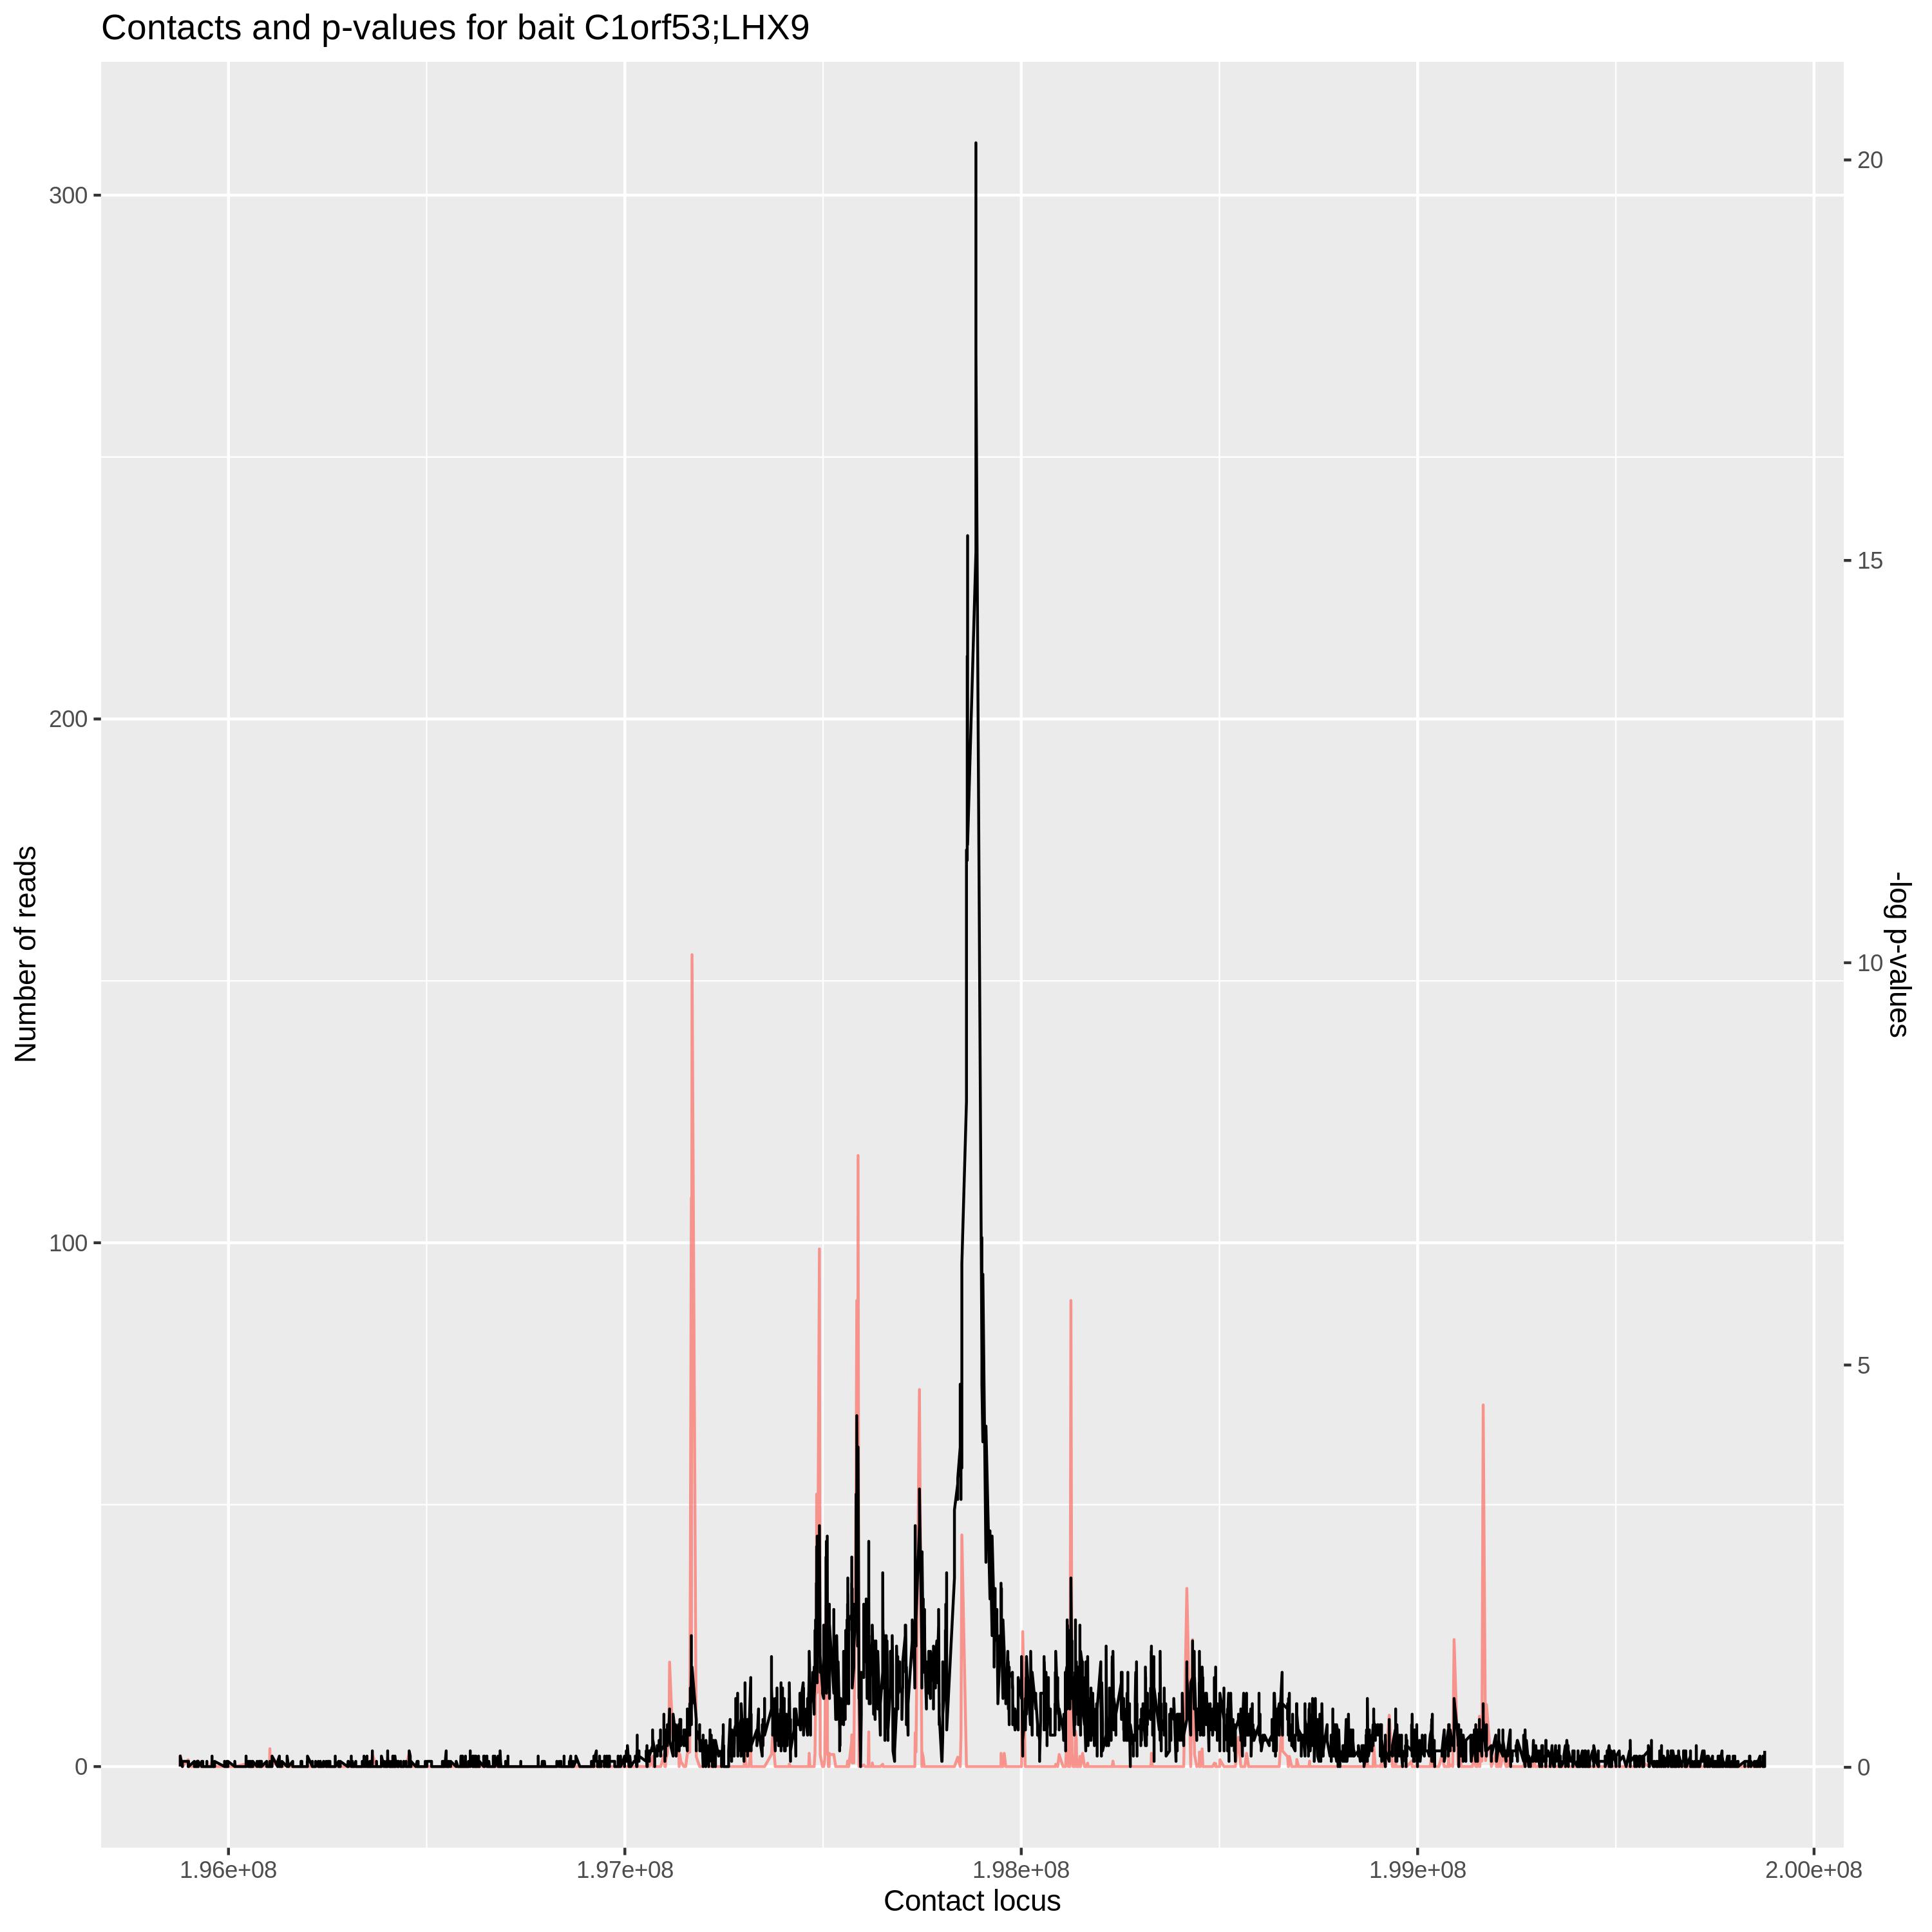 Contacts and p-values for bait C1orf53;LHX9
Number of reads
300
200
100
0
20
15
10
5
0
-log p-values
1.96e+08
1.97e+08
1.98e+08
1.99e+08
2.00e+08
Contact locus